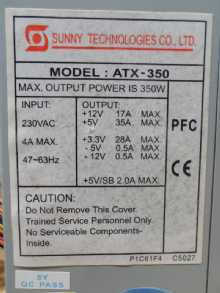 SUNNY TECHNOLOGIES CO., LTD.
MODEL : ATX-350
MAX. OUTPUT POWER IS 350W
INPUT: OUTPUT:
+12V 17A MAX.
230VAC +5V 35A MAX.
PFC
4A MAX. +3.3V 28A MAX.
-5V 0.5A MAX.
47~63Hz -12V 0.5A MAX.
CE
+5V/SB 2.0A MAX.
CAUTION:
Do Not Remove This Cover.
Trained Service Personnel Only.
No Serviceable Components-
Inside.
P1C61F4 C5027
SY
QC PASS